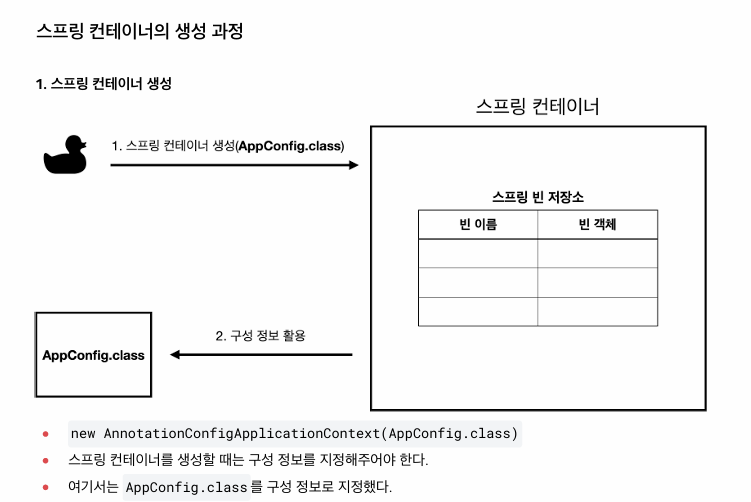 스프링 컨테이너의 생성 과정
1. 스프링 컨테이너 생성
스프링 컨테이너
1. 스프링 컨테이너 생성(AppConfig.class)
스프링 빈 저장소
빈 이름 빈 객체
2. 구성 정보 활용
AppConfig.class
new AnnotationConfigApplicationContext(AppConfig.class)
스프링 컨테이너를 생성할 때는 구성 정보를 지정해주어야 한다.
여기서는 AppConfig.class를 구성 정보로 지정했다.